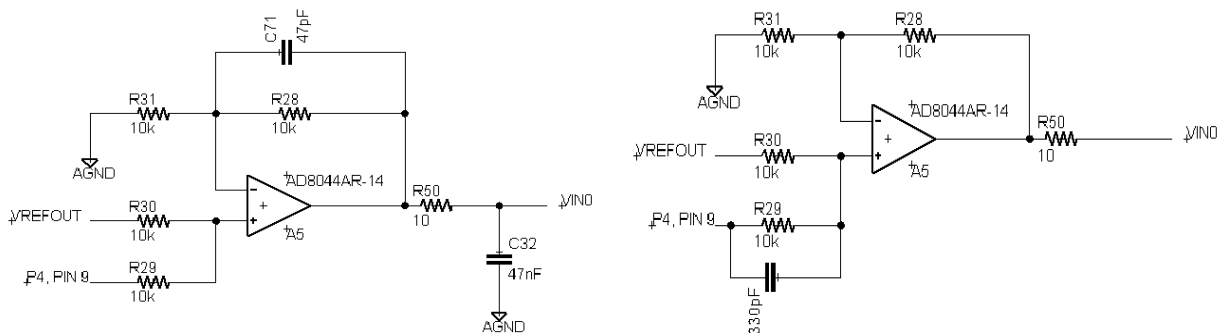 C71
47pF
R31
10k
R28
10k
AGND
AD8044AR-14
A5
VREFOUT
R30
10k
P4, PIN 9
R29
10k
R50
10
VIN0
C32
47nF
AGND
R31
10k
R28
10k
AGND
AD8044AR-14
A5
VREFOUT
R30
10k
P4, PIN 9
R29
10k
330pF
R50
10
VIN0